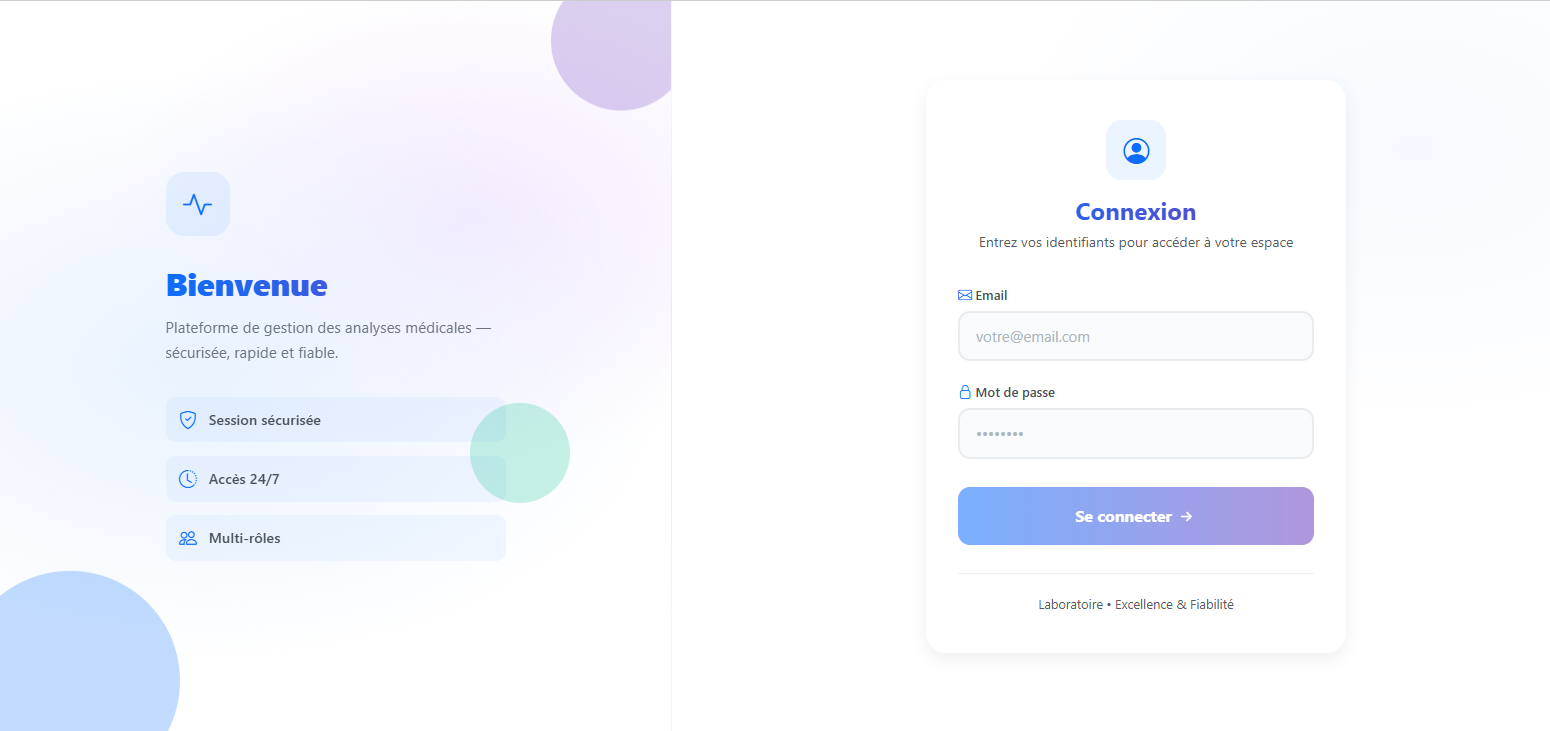 Bienvenue
Plateforme de gestion des analyses médicales —
sécurisée, rapide et fiable.
Session sécurisée
Accès 24/7
Multi-rôles
Connexion
Entrez vos identifiants pour accéder à votre espace
Email
votre@email.com
Mot de passe
••••••••
Se connecter →
Laboratoire • Excellence & Fiabilité